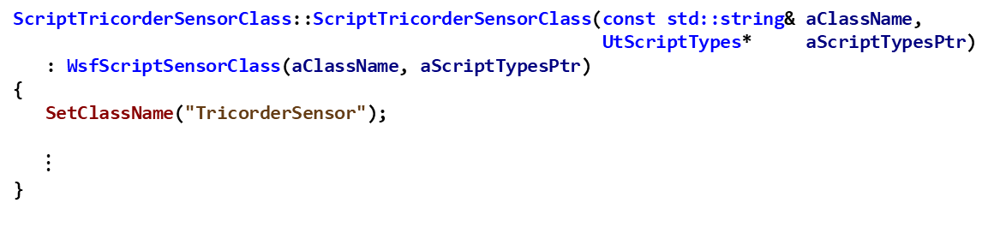 ScriptTricorderSensorClass::ScriptTricorderSensorClass(const std::string& aClassName,
                                                       UtScriptTypes*     aScriptTypesPtr)
   : WsfScriptSensorClass(aClassName, aScriptTypesPtr)
{
   SetClassName("TricorderSensor");
   ⋮
}